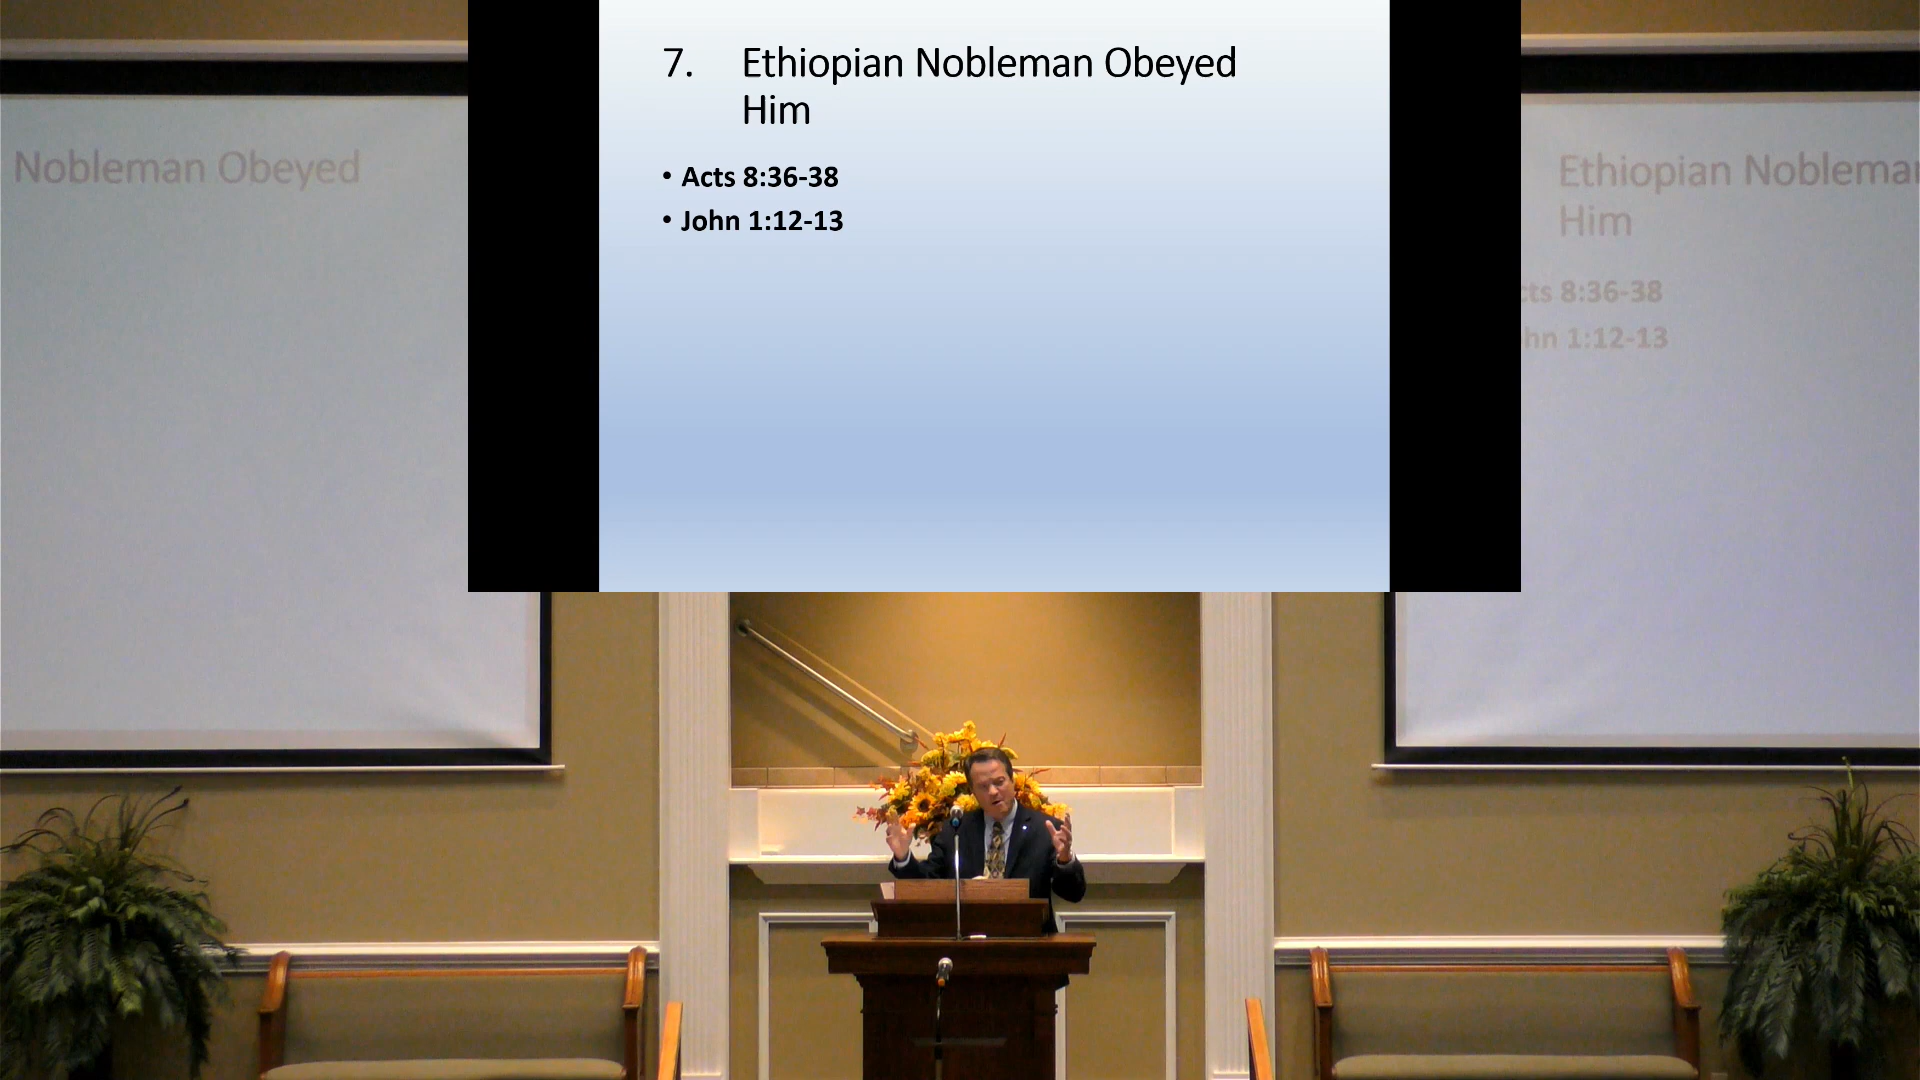 7. Ethiopian Nobleman Obeyed
Him
• Acts 8:36-38
• John 1:12-13
Nobleman Obeyed
Ethiopian Nobleman
Him
cts 8:36-38
hn 1:12-13